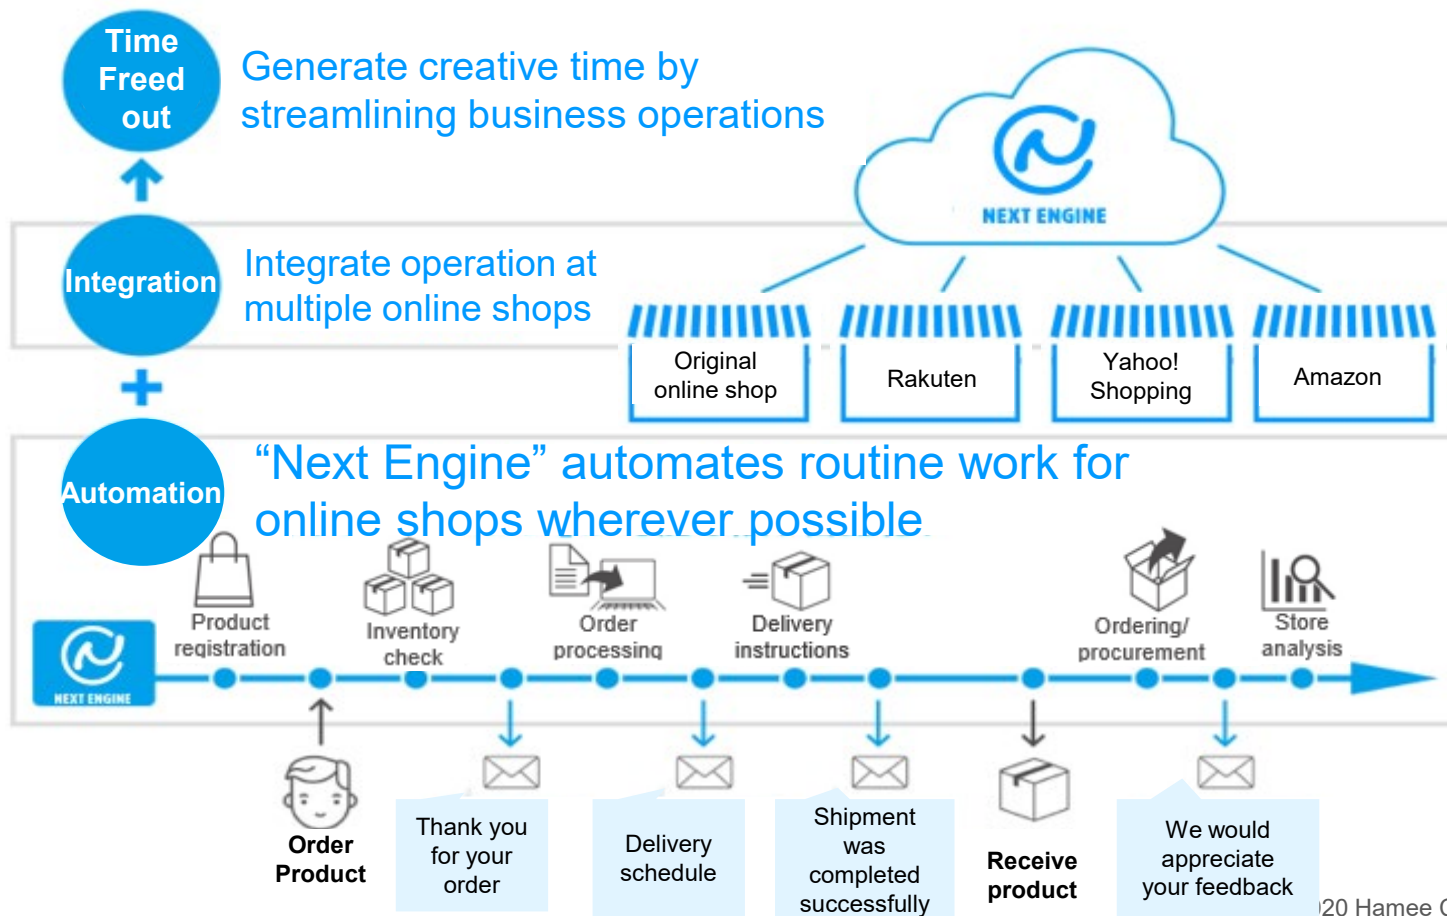 Time
Freed
out
Generate creative time by
streamlining business operations
NEXT ENGINE
Integration
Integrate operation at
multiple online shops
Original
online shop
Rakuten
Yahoo!
Shopping
Amazon
Automation
“Next Engine” automates routine work for
online shops wherever possible
Product
registration
Inventory
check
Order
processing
Delivery
instructions
Ordering/
procurement
Store
analysis
NEXT ENGINE
Order
Product
Thank you
for your
order
Delivery
schedule
Shipment
was
completed
successfully
Receive
product
We would
appreciate
your feedback
20 Hamee